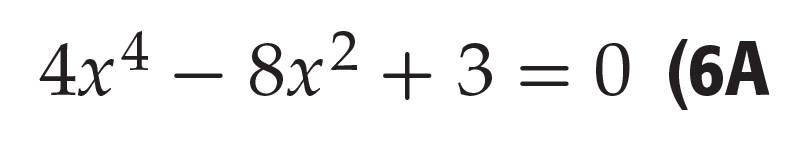 4x⁴ − 8x² + 3 = 0 (6A